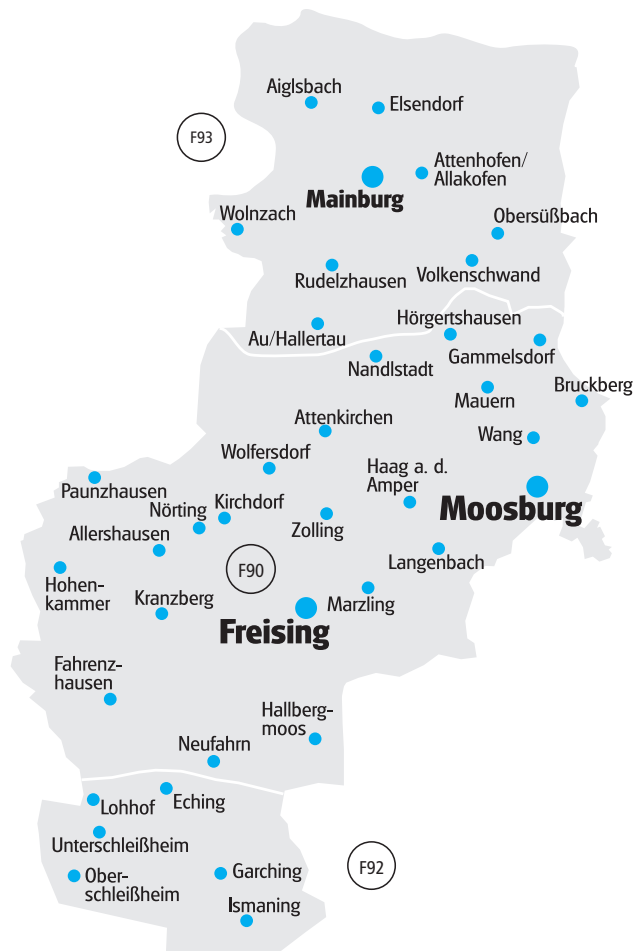 Aiglsbach
Elsendorf
F93
Attenhofen/
Allakofen
Mainburg
Wolnzach
Obersüßbach
Rudelzhausen
Volkenschwand
Hörgertshausen
Au/Hallertau
Nandlstadt
Gammelsdorf
Bruckberg
Mauern
Attenkirchen
Wang
Wolfersdorf
Haag a. d.
Amper
Paunzhausen
Nörting
Kirchdorf
Moosburg
Allershausen
Zolling
Langenbach
F90
Hohen-
kammer
Kranzberg
Marzling
Freising
Fahrenz-
hausen
Hallberg-
moos
Neufahrn
Lohhof
Eching
Unterschleißheim
F92
Ober-
schleißheim
Garching
Ismaning